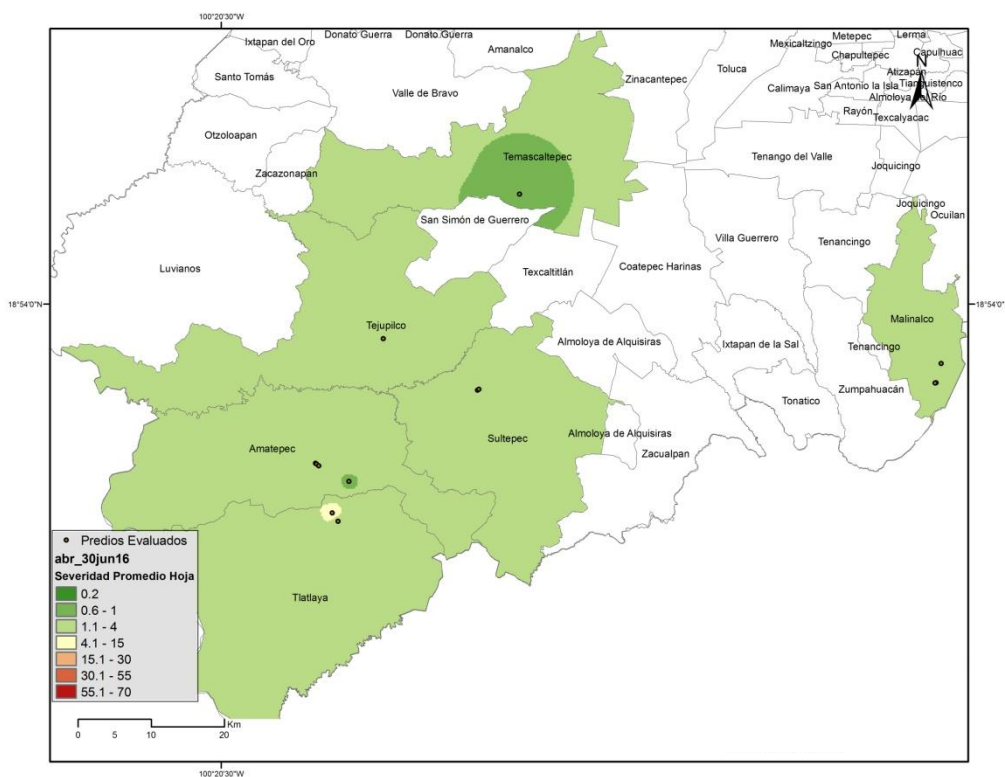 100°20'30"W
Ixtapan del Oro
Donato Guerra
Donato Guerra
Amanalco
Metepec
Lerma
Mexicaltzingo
Capulhuac
Chapultepec
N
Santo Tomás
Zinacantepec
Toluca
Atizapán
Valle de Bravo
Calimaya
San Antonio la Isla
Tianguistenco
Almoloya del Río
Otzoloapan
Rayón
Texcalyacac
Temascaltepec
Tenango del Valle
Joquicingo
Zacazonapan
Joquicingo
San Simón de Guerrero
Ocuilan
Villa Guerrero
Tenancingo
Luvianos
Texcaltitlán
Coatepec Harinas
18°54'0"N
18°54'0"
Malinalco
Tejupilco
Almoloya de Alquisiras
Ixtapan de la Sal
Tenancingo
Zumpahuacán
Tonatico
Sultepec
Almoloya de Alquisiras
Amatepec
Zacualpan
Predios Evaluados
abr_30jun16
Severidad Promedio Hoja
0.2
0.6 - 1
1.1 - 4
4.1 - 15
15.1 - 30
30.1 - 55
55.1 - 70
Tlatlaya
Km
0 5 10 20
100°20'30"W